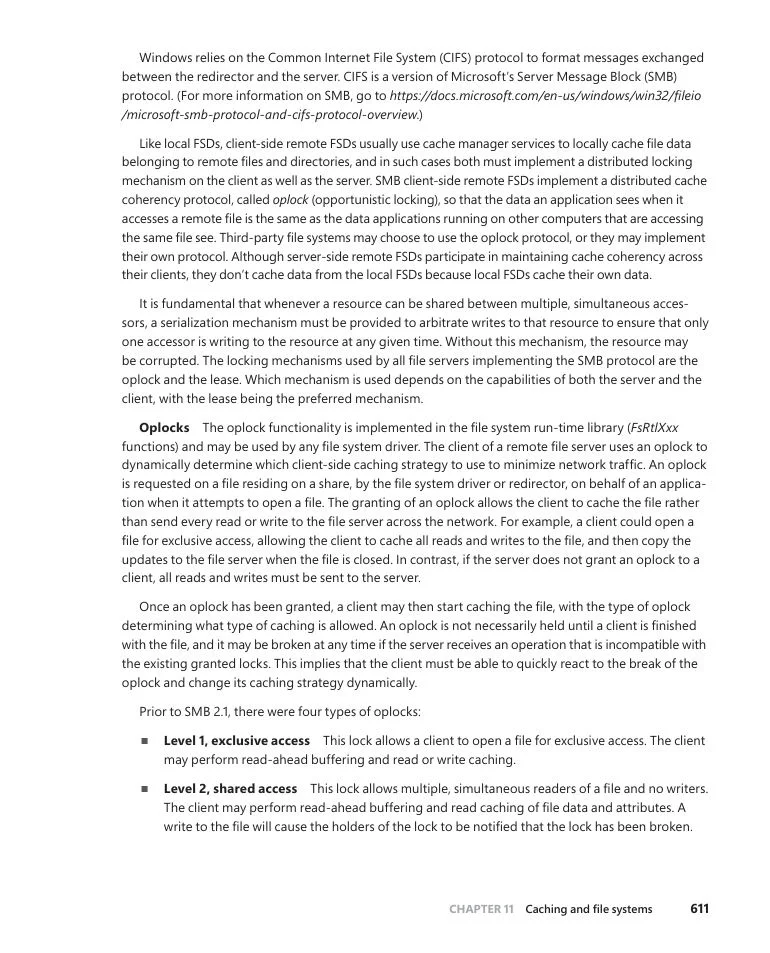 Windows relies on the Common Internet File System (CIFS) protocol to format messages exchanged
between the redirector and the server. CIFS is a version of Microsoft's Server Message Block (SMB)
protocol. (For more information on SMB, go to https://docs.microsoft.com/en-us/windows/win32/fileio
/microsoft-smb-protocol-and-cifs-protocol-overview.)
Like local FSDs, client-side remote FSDs usually use cache manager services to locally cache file data
belonging to remote files and directories, and in such cases both must implement a distributed locking
mechanism on the client as well as the server. SMB client-side remote FSDs implement a distributed cache
coherency protocol, called oplock (opportunistic locking), so that the data an application sees when it
accesses a remote file is the same as the data applications running on other computers that are accessing
the same file see. Third-party file systems may choose to use the oplock protocol, or they may implement
their own protocol. Although server-side remote FSDs participate in maintaining cache coherency across
their clients, they don't cache data from the local FSDs because local FSDs cache their own data.
It is fundamental that whenever a resource can be shared between multiple, simultaneous acces-
sors, a serialization mechanism must be provided to arbitrate writes to that resource to ensure that only
one accessor is writing to the resource at any given time. Without this mechanism, the resource may
be corrupted. The locking mechanisms used by all file servers implementing the SMB protocol are the
oplock and the lease. Which mechanism is used depends on the capabilities of both the server and the
client, with the lease being the preferred mechanism.
Oplocks The oplock functionality is implemented in the file system run-time library (FsRtlXxx
functions) and may be used by any file system driver. The client of a remote file server uses an oplock to
dynamically determine which client-side caching strategy to use to minimize network traffic. An oplock
is requested on a file residing on a share, by the file system driver or redirector, on behalf of an applica-
tion when it attempts to open a file. The granting of an oplock allows the client to cache the file rather
than send every read or write to the file server across the network. For example, a client could open a
file for exclusive access, allowing the client to cache all reads and writes to the file, and then copy the
updates to the file server when the file is closed. In contrast, if the server does not grant an oplock to a
client, all reads and writes must be sent to the server.
Once an oplock has been granted, a client may then start caching the file, with the type of oplock
determining what type of caching is allowed. An oplock is not necessarily held until a client is finished
with the file, and it may be broken at any time if the server receives an operation that is incompatible with
the existing granted locks. This implies that the client must be able to quickly react to the break of the
oplock and change its caching strategy dynamically.
Prior to SMB 2.1, there were four types of oplocks:
■ Level 1, exclusive access This lock allows a client to open a file for exclusive access. The client
may perform read-ahead buffering and read or write caching.
■ Level 2, shared access This lock allows multiple, simultaneous readers of a file and no writers.
The client may perform read-ahead buffering and read caching of file data and attributes. A
write to the file will cause the holders of the lock to be notified that the lock has been broken.
CHAPTER 11 Caching and file systems 611